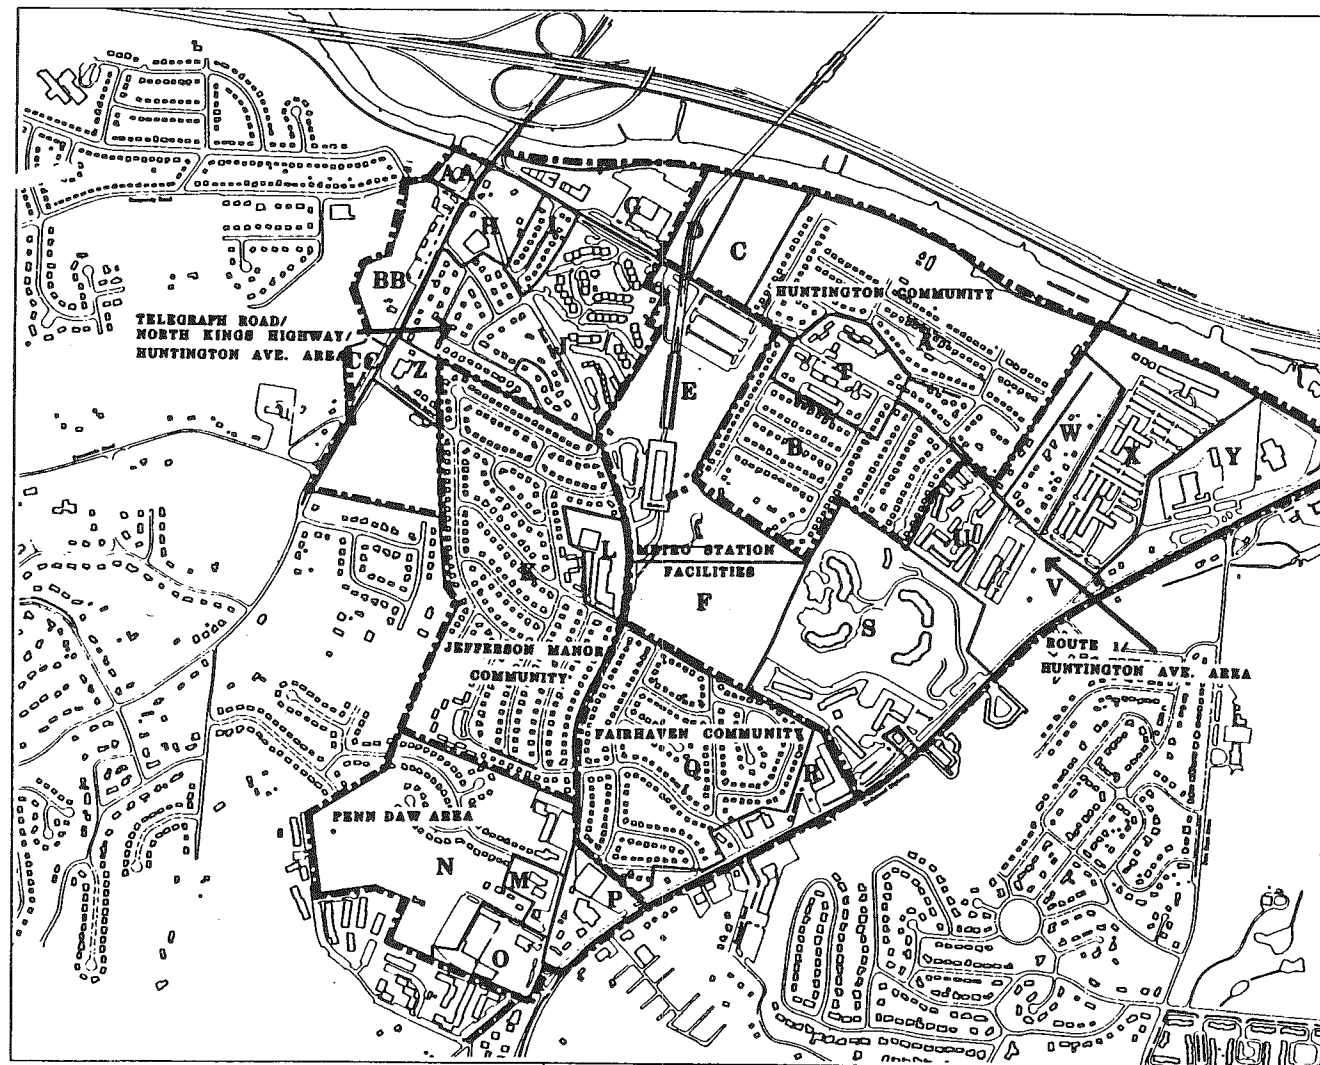 AA
H
G
D
C
BB
HUNTINGTON COMMUNITY
TELEGRAPH ROAD/
NORTH KINGS HIGHWAY/
HUNTINGTON AVE. AREA
CC
Z
I
J
E
T
A
B
W
X
Y
U
L
METRO STATION
FACILITIES
K
F
V
S
ROUTE 1/
HUNTINGTON AVE. AREA
JEFFERSON MANOR
COMMUNITY
FAIRHAVEN COMMUNITY
Q
R
PENN DAW AREA
N
M
P
O